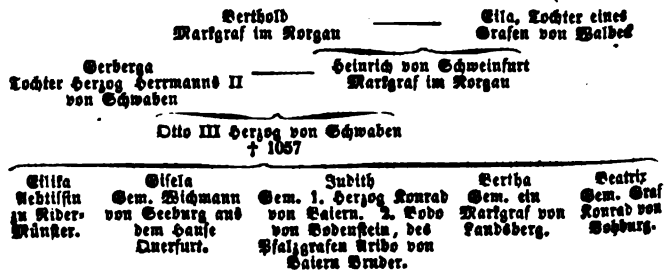 Berthold
Markgraf im Norgau
Eila, Tochter eines
Grafen von Walbek
Gerberga
Tochter Herzog Herrmanns II
von Schwaben
Heinrich von Schweinfurt
Markgraf im Norgau
Otto III Herzog von Schwaben
† 1057
Eilika
Aebtissin
zu Nider-
Münster.
Gisela
Gem. Wichmann
von Seeburg aus
dem Hause
Querfurt.
Judith
Gem. 1. Herzog Konrad
von Baiern. 2. Bodo
von Bodenstein, des
Pfalzgrafen Aribo von
Baiern Bruder.
Bertha
Gem. ein
Markgraf von
Landsberg.
Beatrix
Gem. Graf
Konrad von
Vohburg.